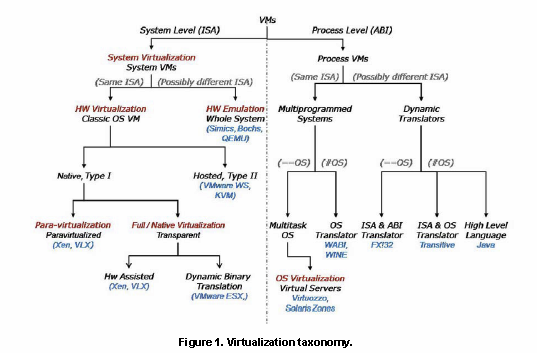 VMs
System Level (ISA)
Process Level (ABI)
System Virtualization
System VMs
Process VMs
(Same ISA)
(Possibly different ISA)
(Same ISA)
(Possibly different ISA)
HW Virtualization
Classic OS VM
HW Emulation
Whole System
(Simics, Bochs,
QEMU)
Multiprogrammed
Systems
Dynamic
Translators
(---OS)
(//OS)
(---OS)
(//OS)
Native, Type I
Hosted, Type II
(VMware WS,
KVM)
Para-virtualization
Paravirtualized
(Xen, VLX)
Full / Native Virtualization
Transparent
Multitask
OS
OS
Translator
WABI,
WINE
ISA & ABI
Translator
FX!32
ISA & OS
Translator
Transitive
High Level
Language
Java
Hw Assisted
(Xen, VLX)
Dynamic Binary
Translation
(VMware ESX,)
OS Virtualization
Virtual Servers
Virtuozzo,
Solaris Zones
Figure 1. Virtualization taxonomy.